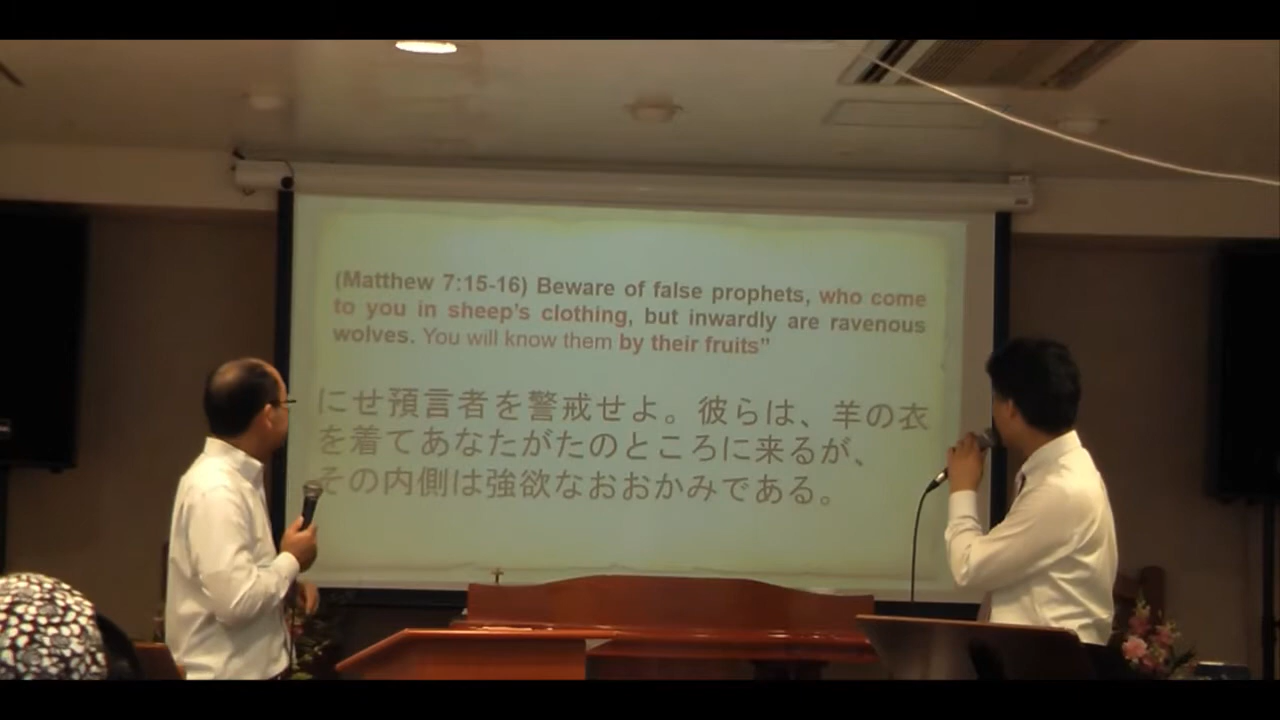 (Matthew 7:15-16) Beware of false prophets, who come
to you in sheep's clothing, but inwardly are ravenous
wolves. You will know them by their fruits”
にせ預言者を警戒せよ。彼らは、羊の衣
を着てあなたがたのところに来るが、
その内側は強欲なおおかみである。